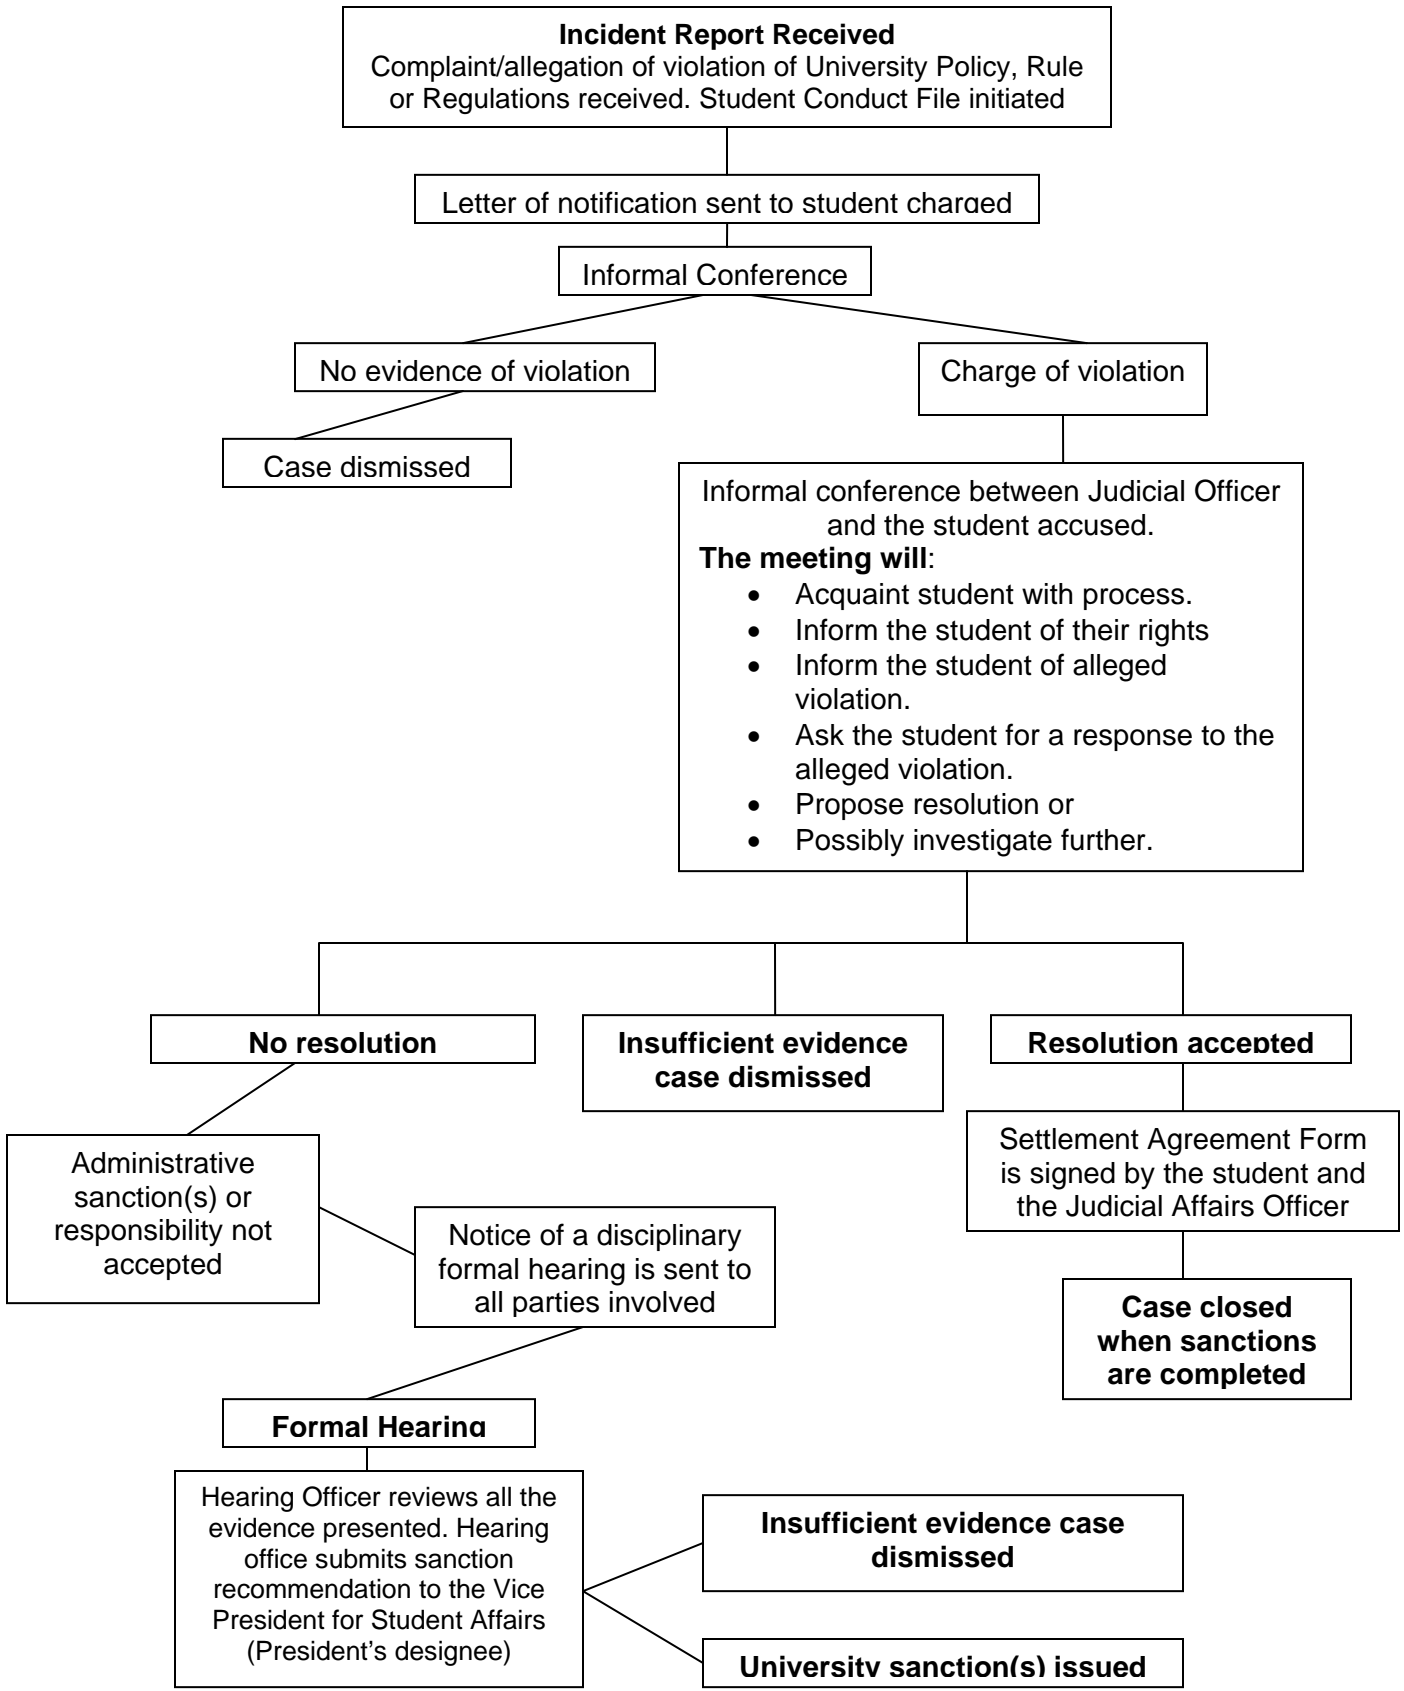 Incident Report Received
Complaint/allegation of violation of University Policy, Rule
or Regulations received. Student Conduct File initiated
Letter of notification sent to student charged
Informal Conference
No evidence of violation
Charge of violation
Case dismissed
Informal conference between Judicial Officer
and the student accused.
The meeting will:
• Acquaint student with process.
• Inform the student of their rights
• Inform the student of alleged
violation.
• Ask the student for a response to the
alleged violation.
• Propose resolution or
• Possibly investigate further.
No resolution
Insufficient evidence
case dismissed
Resolution accepted
Administrative
sanction(s) or
responsibility not
accepted
Notice of a disciplinary
formal hearing is sent to
all parties involved
Settlement Agreement Form
is signed by the student and
the Judicial Affairs Officer
Case closed
when sanctions
are completed
Formal Hearing
Hearing Officer reviews all the
evidence presented. Hearing
office submits sanction
recommendation to the Vice
President for Student Affairs
(President’s designee)
Insufficient evidence case
dismissed
University sanction(s) issued